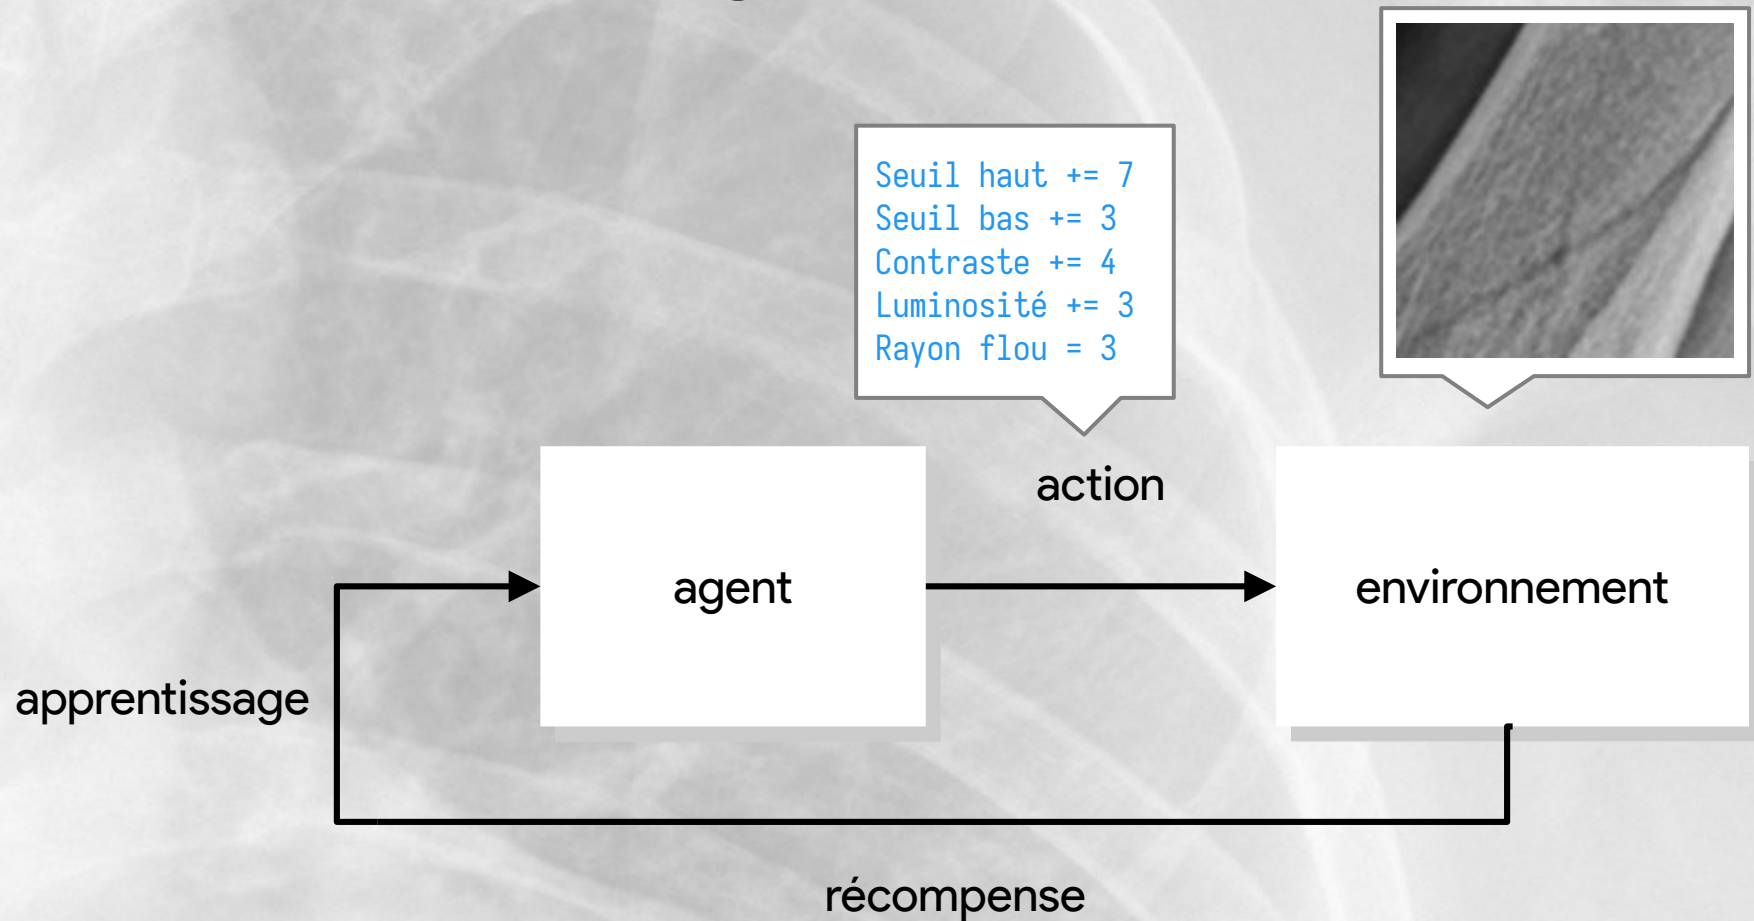 Seuil haut += 7
Seuil bas += 3
Contraste += 4
Luminosité += 3
Rayon flou = 3
action
agent
environnement
apprentissage
récompense